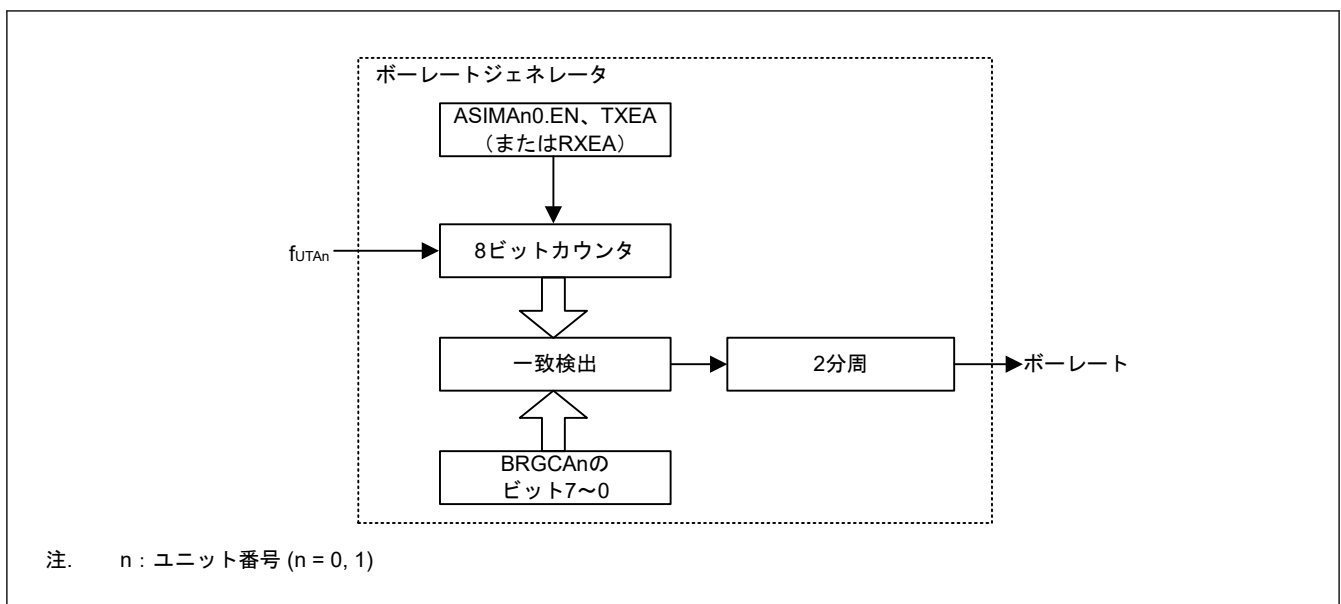 ボーレートジェネレータ
ASIMAn0.EN、TXEA
（またはRXEA）
fUTAn
8ビットカウンタ
一致検出
2分周
ボーレート
BRGCAnの
ビット7～0
注. n：ユニット番号 (n = 0, 1)